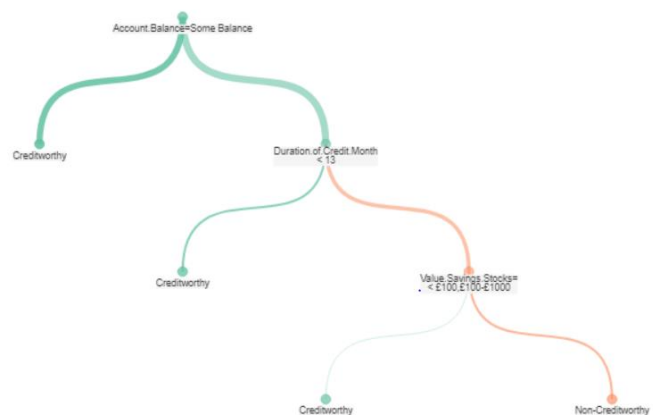 Account.Balance=Some Balance
Creditworthy
Duration.of.Credit.Month
< 13
Creditworthy
Value.Savings.Stocks=
< £100,£100-£1000
Creditworthy
Non-Creditworthy